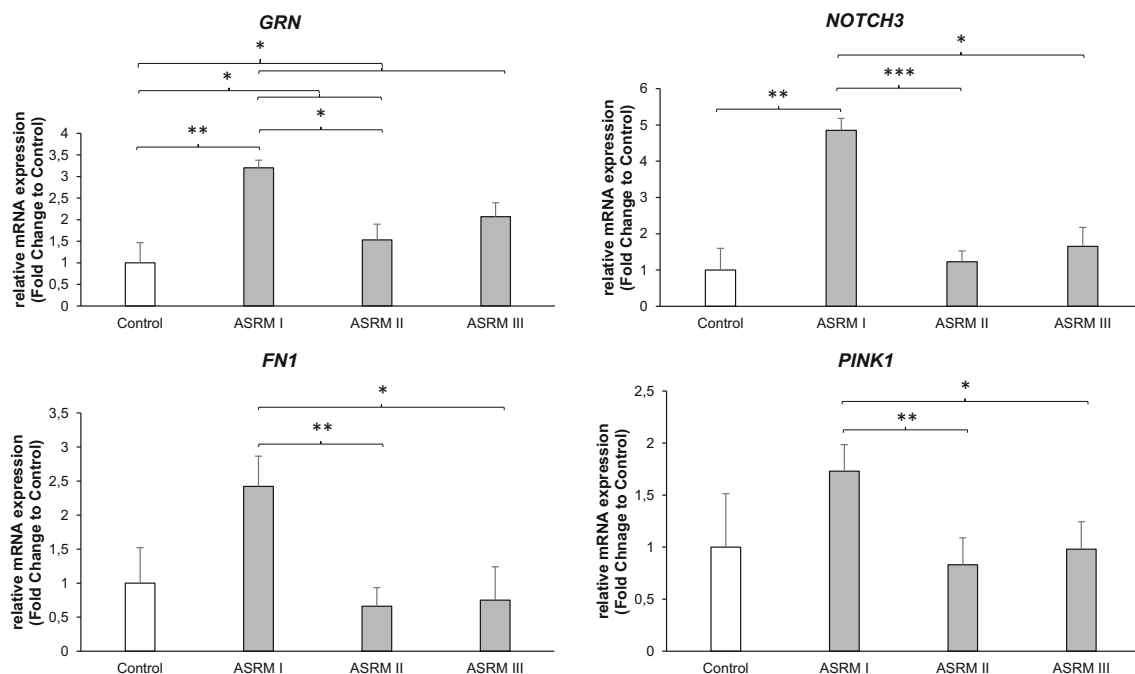 GRN
*
*
*
**
relative mRNA expression
(Fold Change to Control)
4
3,5
3
2,5
2
1,5
1
0,5
0
Control ASRM I ASRM II ASRM III
NOTCH3
*
***
**
relative mRNA expression
(Fold Change to Control)
6
5
4
3
2
1
0
Control ASRM I ASRM II ASRM III
FN1
*
**
relative mRNA expression
(Fold Change to Control)
3,5
3
2,5
2
1,5
1
0,5
0
Control ASRM I ASRM II ASRM III
PINK1
*
**
relative mRNA expression
(Fold Chnage to Control)
2,5
2
1,5
1
0,5
0
Control ASRM I ASRM II ASRM III